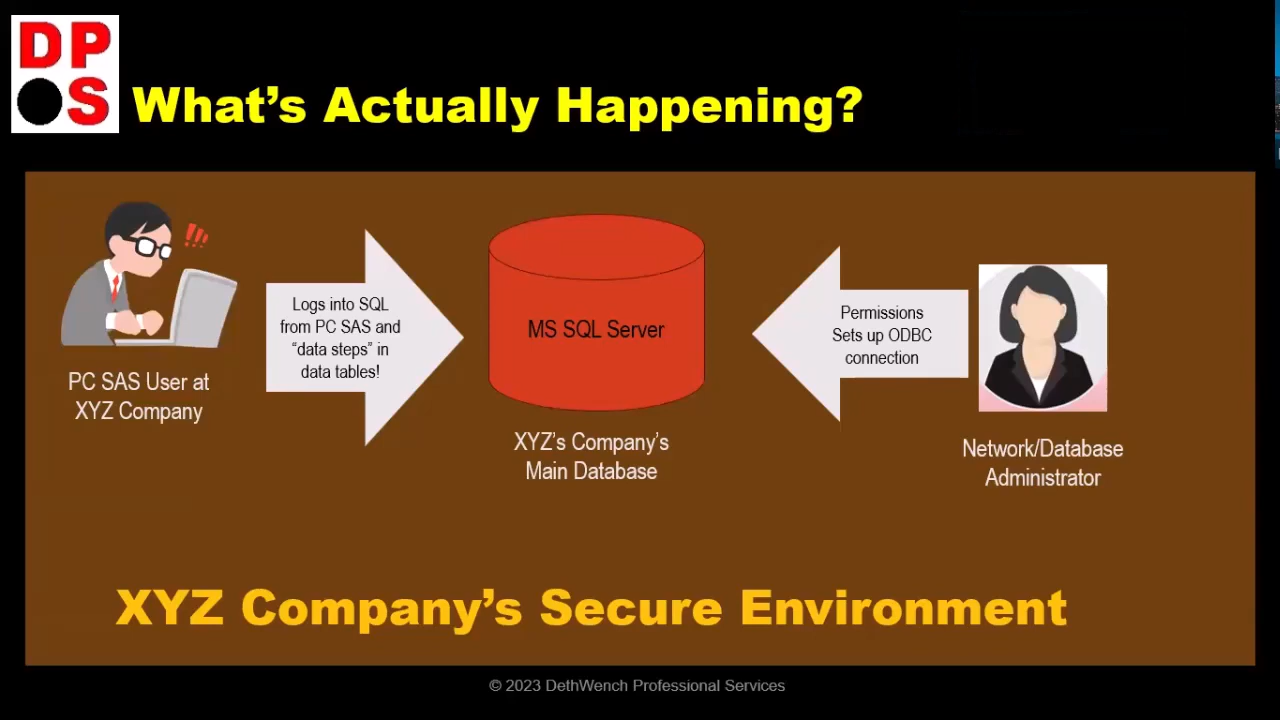 DP
S
What's Actually Happening?
!!!
Logs into SQL
from PC SAS and
“data steps” in
data tables!
MS SQL Server
Permissions
Sets up ODBC
connection
PC SAS User at
XYZ Company
XYZ’s Company’s
Main Database
Network/Database
Administrator
XYZ Company’s Secure Environment
© 2023 DethWench Professional Services